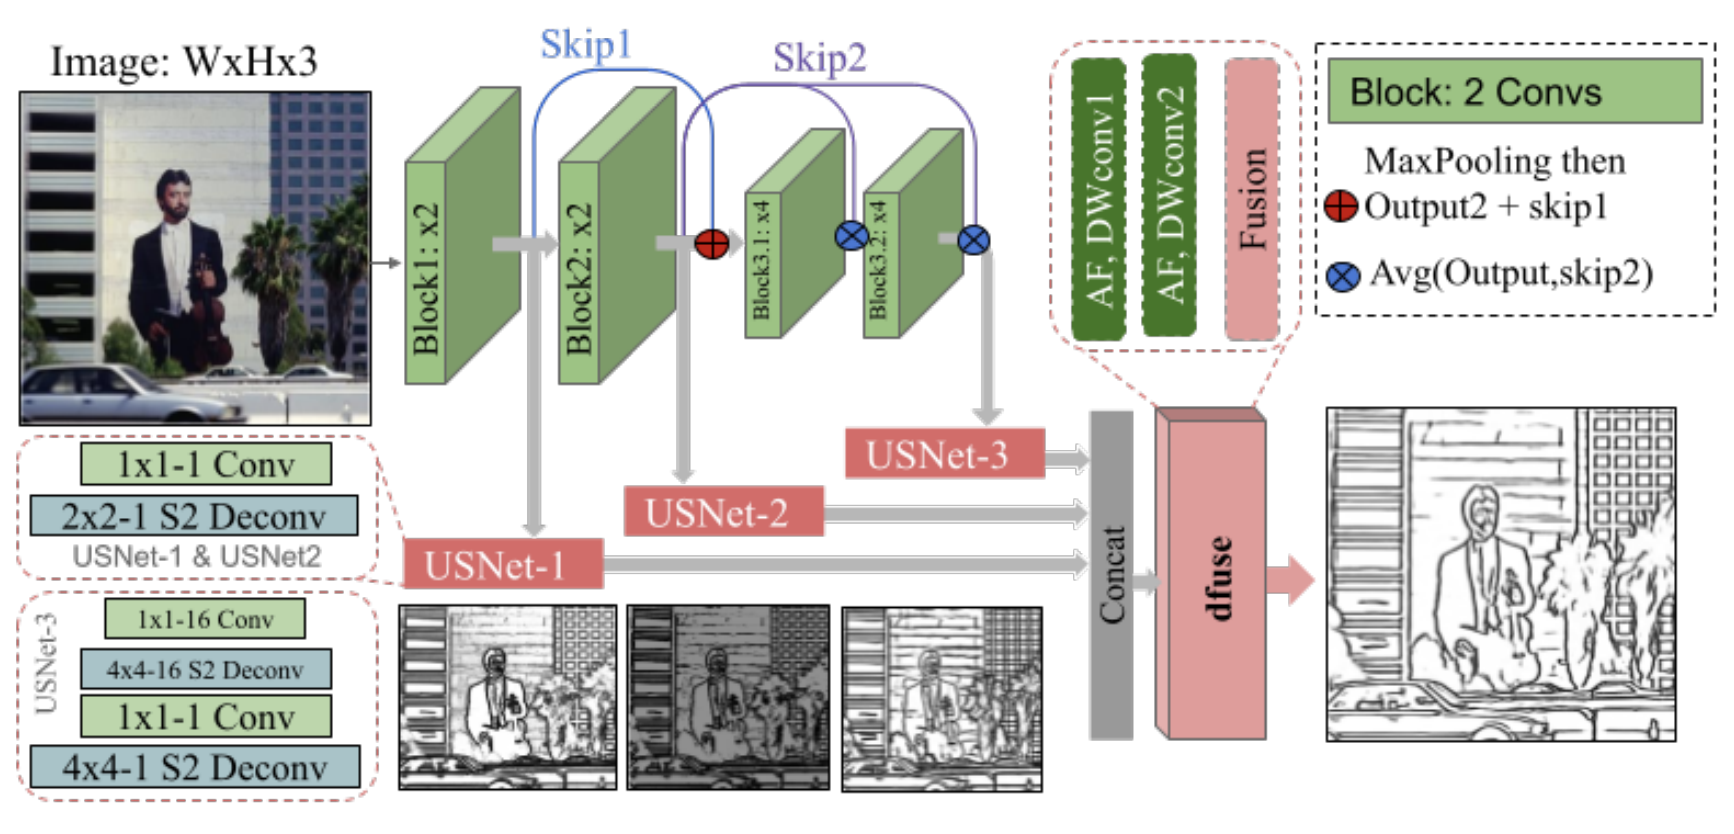 Image: WxHx3
Skip1
Skip2
Block1: x2
Block2: x2
Block3.1: x4
Block3.2: x4
AF, DWconv1
AF, DWconv2
Fusion
Block: 2 Convs
MaxPooling then
Output2 + skip1
Avg(Output,skip2)
1x1-1 Conv
2x2-1 S2 Deconv
USNet-1 & USNet2
USNet-3
1x1-16 Conv
4x4-16 S2 Deconv
1x1-1 Conv
4x4-1 S2 Deconv
USNet-3
USNet-2
USNet-1
Concat
dfuse